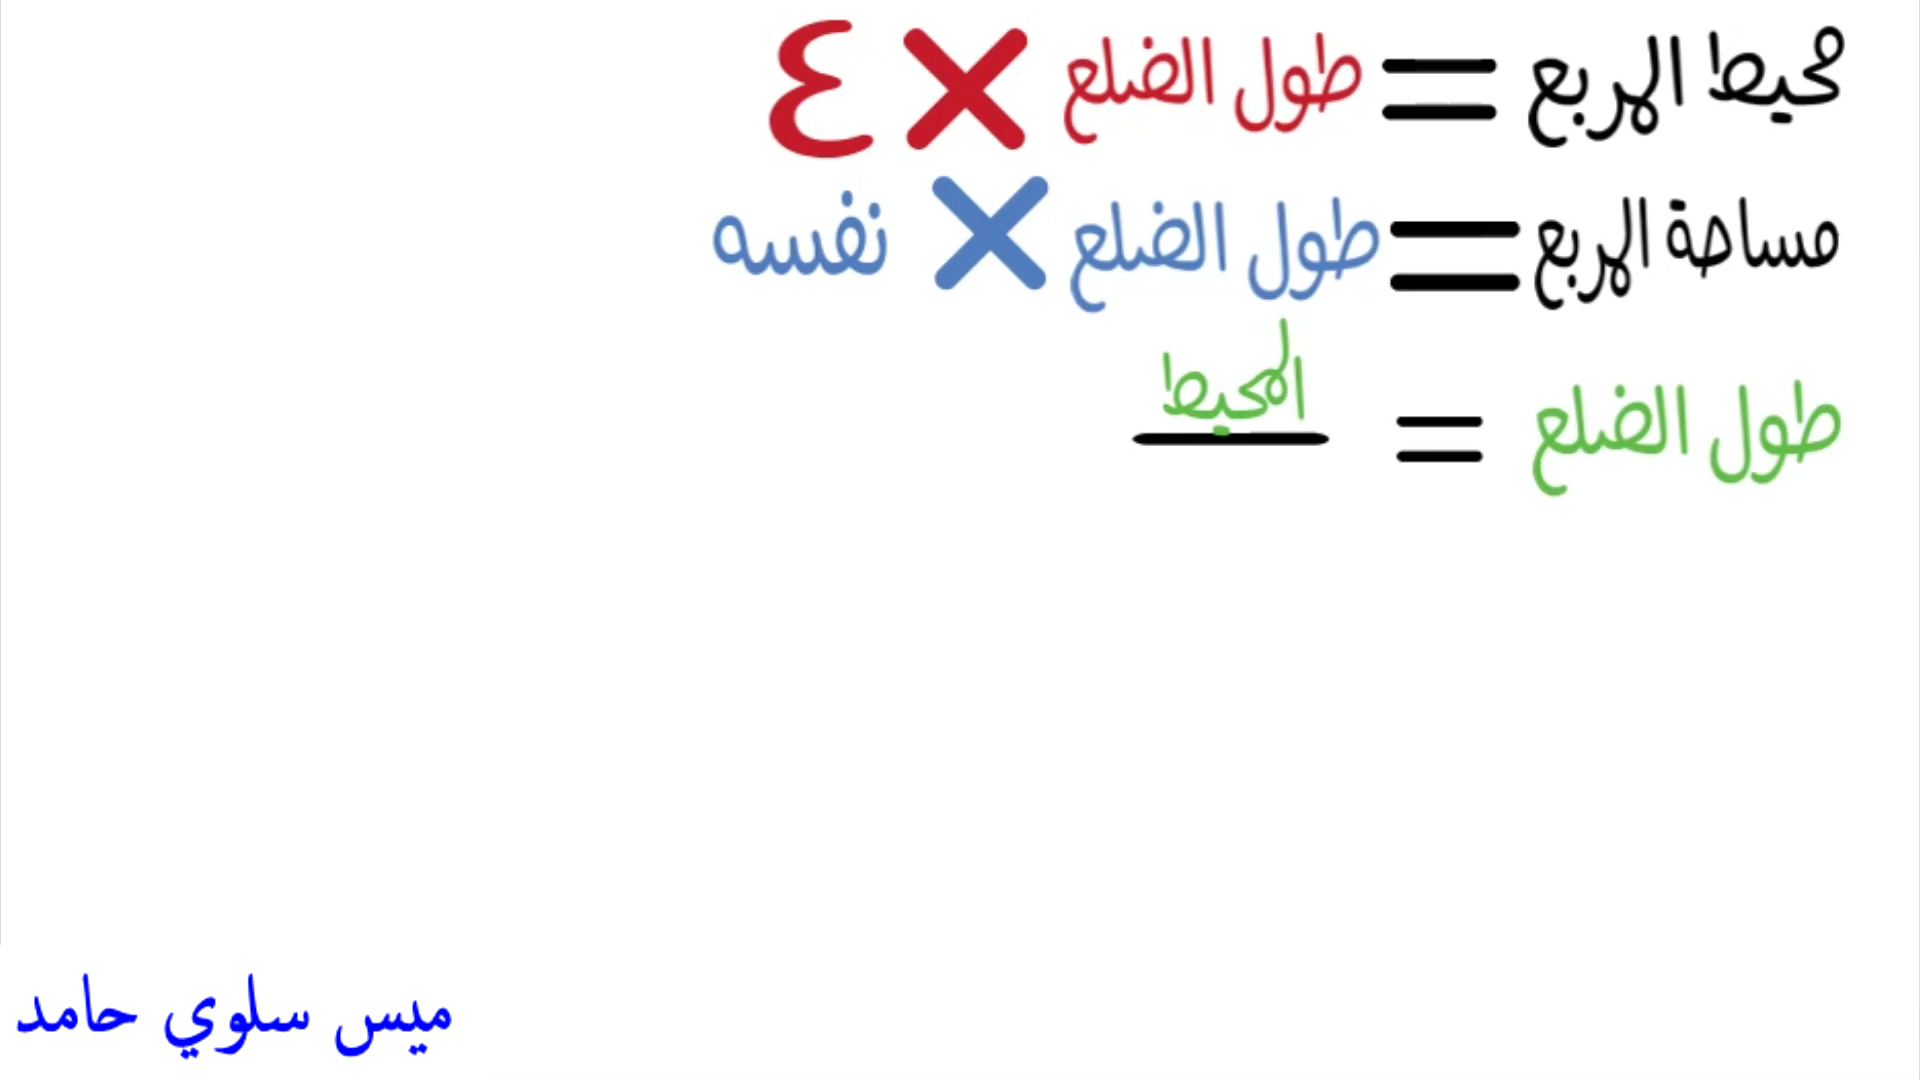 محيط المربع = طول الضلع × ٤
مساحة المربع = طول الضلع × نفسه
طول الضلع = المحيط
ميس سلوي حامد